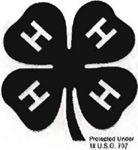 H H
H H
Protected Under
18 U.S.C. 707